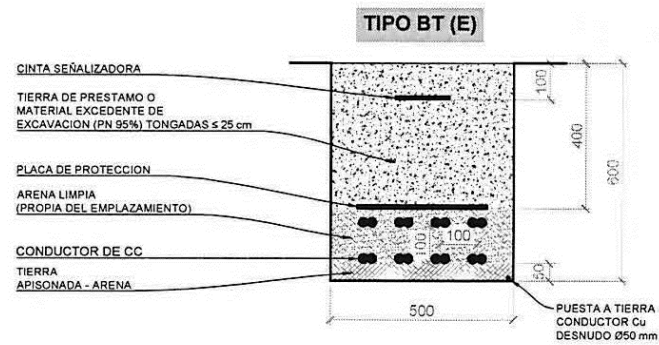 TIPO BT (E)
CINTA SEÑALIZADORA
TIERRA DE PRESTAMO O
MATERIAL EXCEDENTE DE
EXCAVACION (PN 95%) TONGADAS ≤ 25 cm
PLACA DE PROTECCION
ARENA LIMPIA
(PROPIA DEL EMPLAZAMIENTO)
CONDUCTOR DE CC
TIERRA
APISONADA - ARENA
100
400
600
100
100
50
500
PUESTA A TIERRA
CONDUCTOR Cu
DESNUDO Ø50 mm